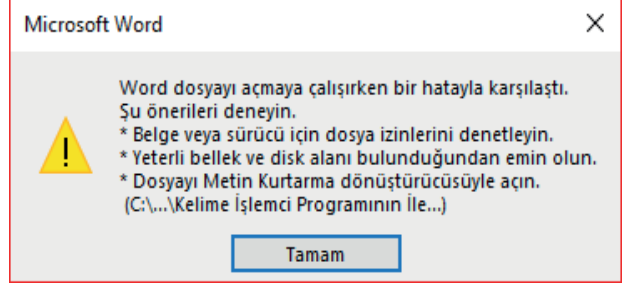 Microsoft Word
Word dosyayı açmaya çalışırken bir hatayla karşılaştı.
Şu önerileri deneyin.
* Belge veya sürücü için dosya izinlerini denetleyin.
* Yeterli bellek ve disk alanı bulunduğundan emin olun.
* Dosyayı Metin Kurtarma dönüştürücüsüyle açın.
(C:\...\Kelime İşlemci Programının İle...)
Tamam